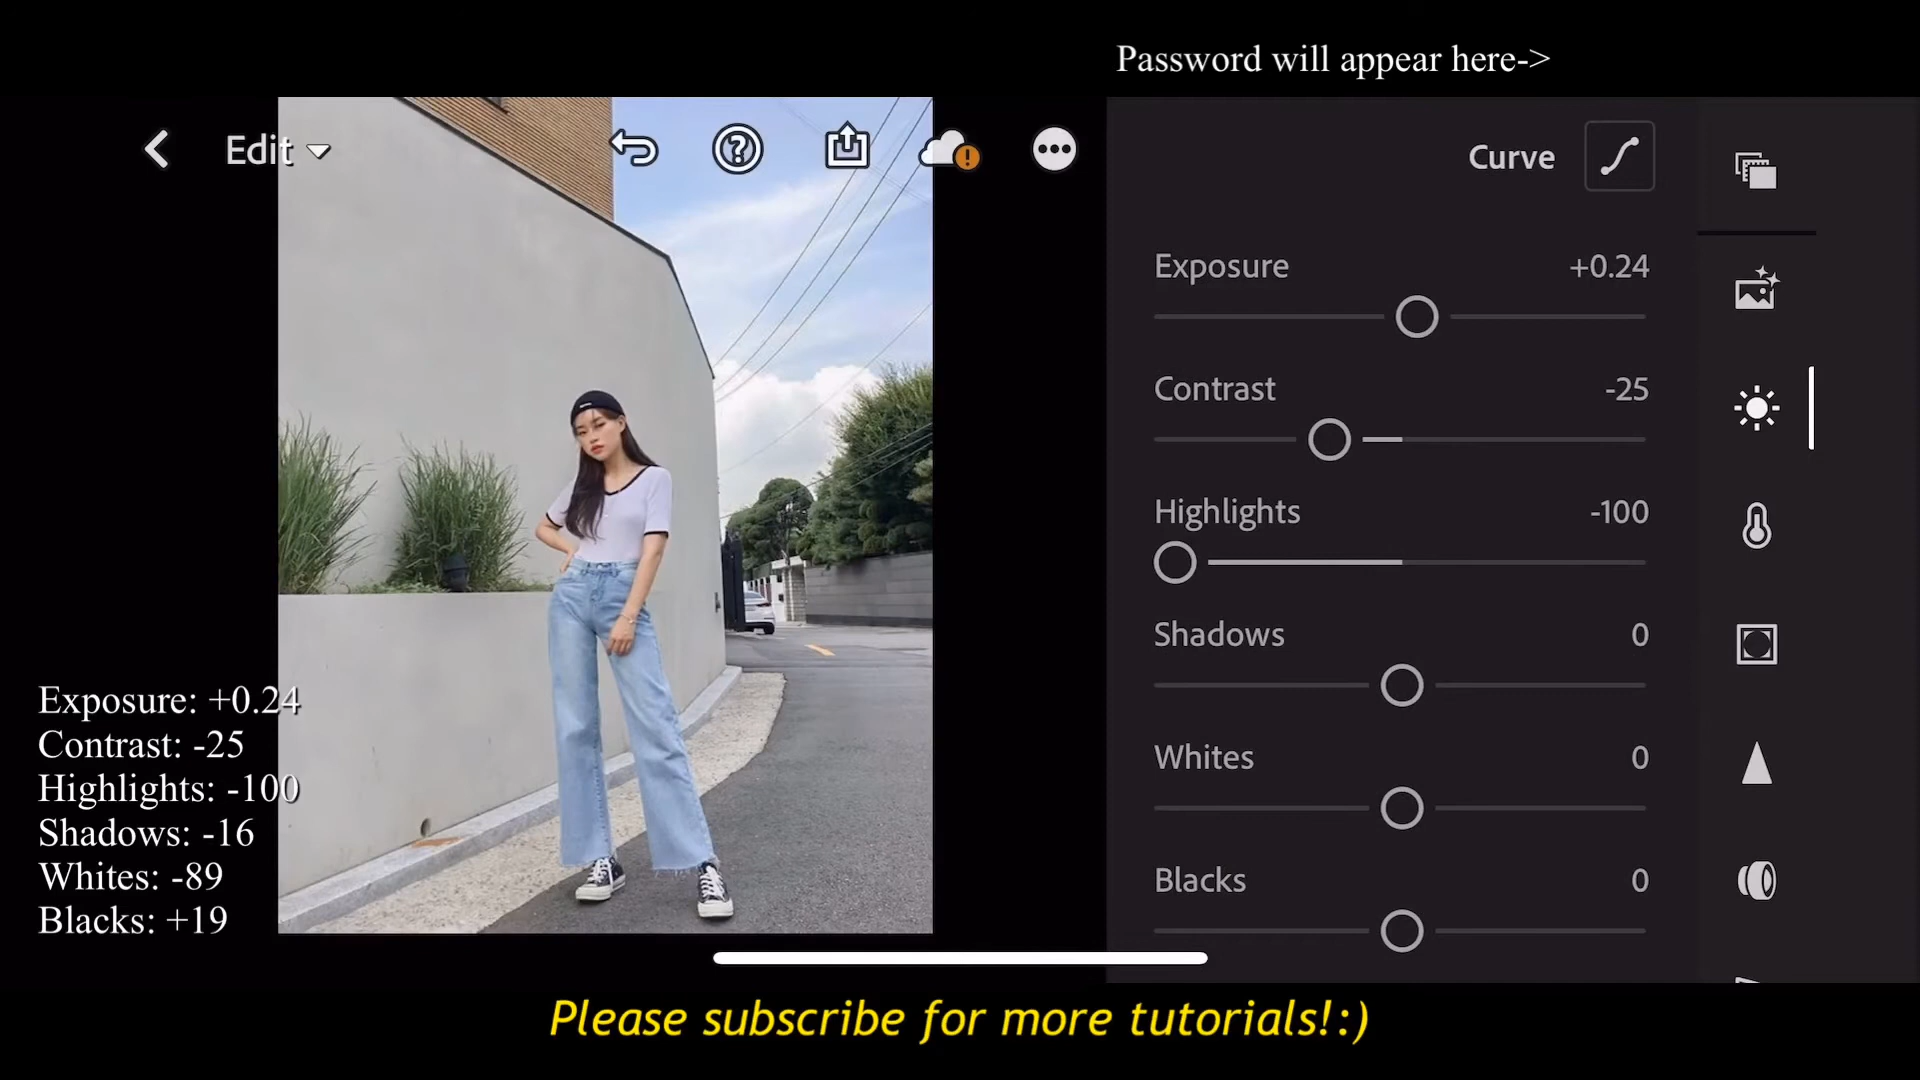 Password will appear here->
Edit
Curve
Exposure +0.24
Contrast -25
Highlights -100
Shadows 0
Whites 0
Blacks 0
Exposure: +0.24
Contrast: -25
Highlights: -100
Shadows: -16
Whites: -89
Blacks: +19
Please subscribe for more tutorials!:)